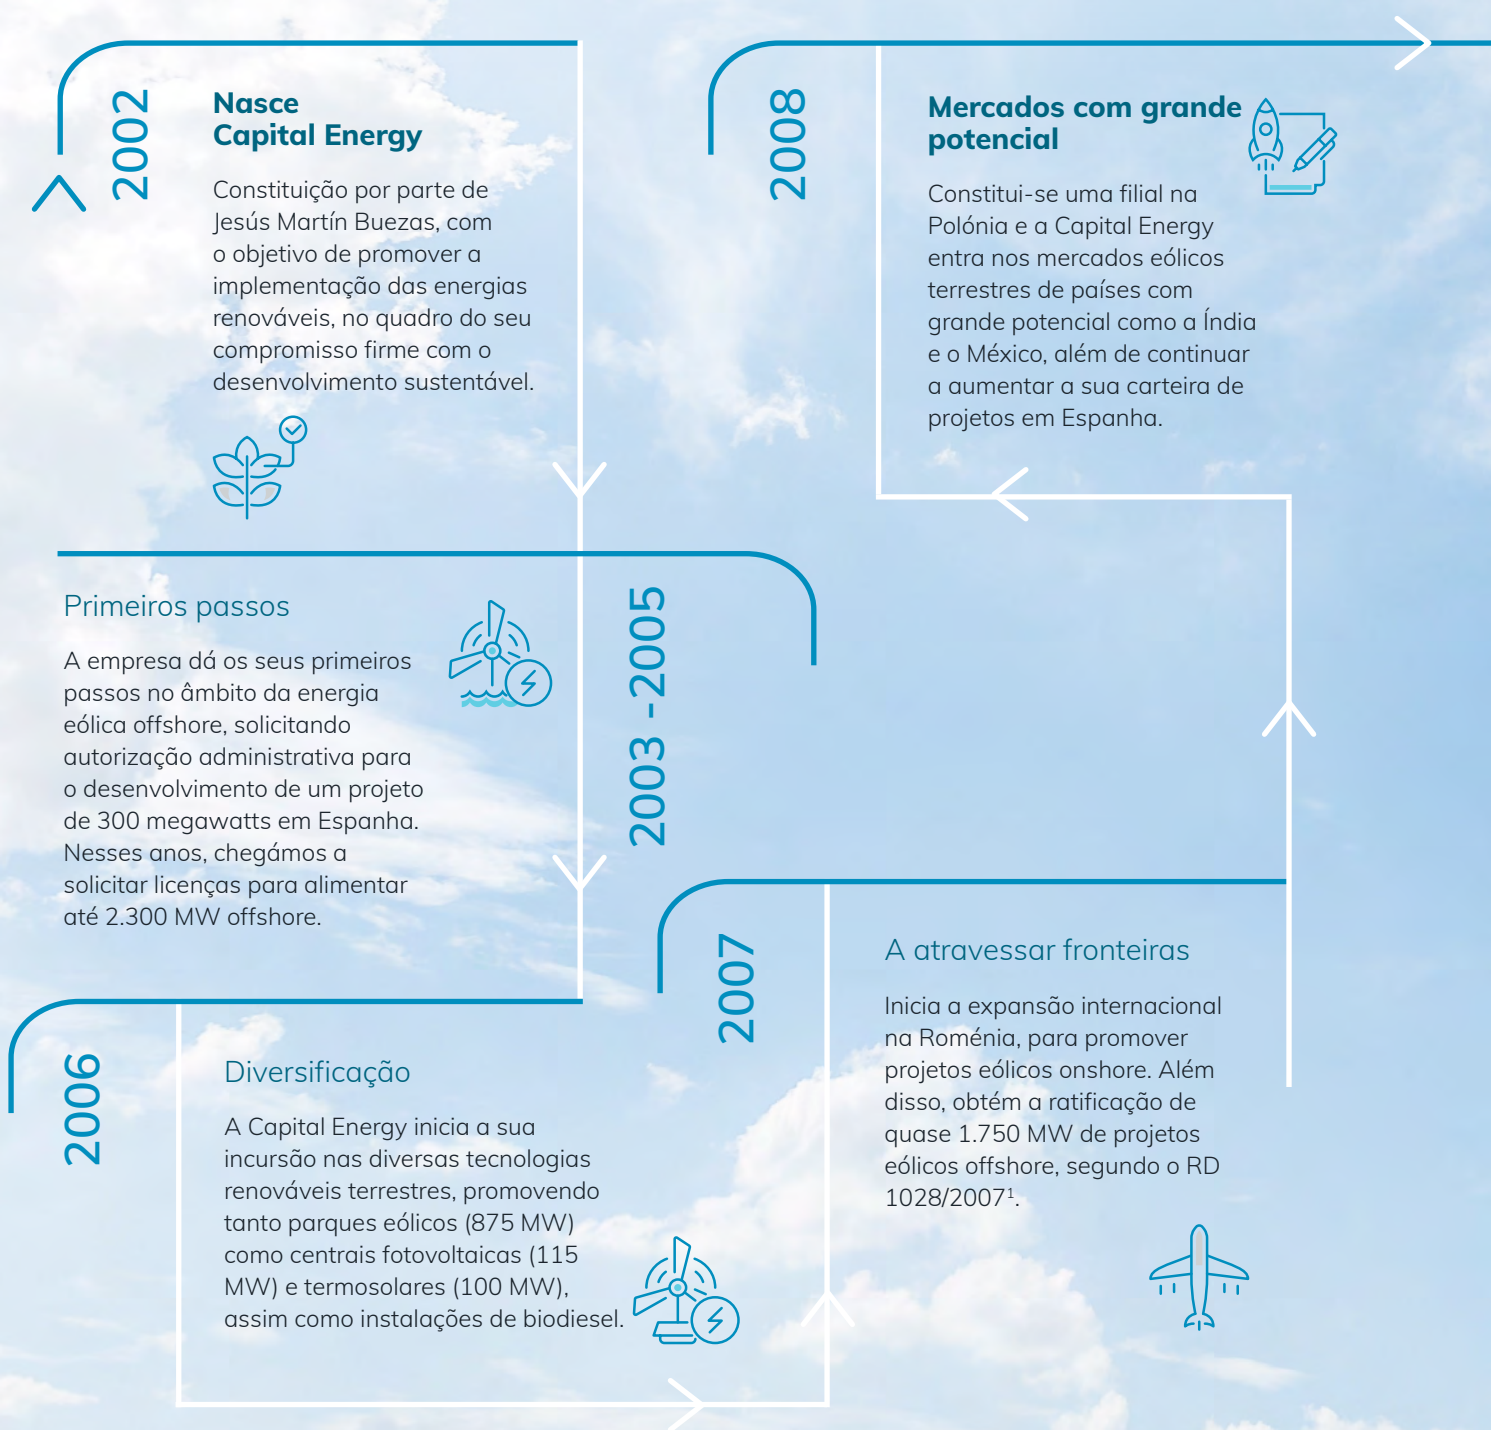 2002
Nasce
Capital Energy
Constituição por parte de
Jesús Martín Buezas, com
o objetivo de promover a
implementação das energias
renováveis, no quadro do seu
compromisso firme com o
desenvolvimento sustentável.
2003 -2005
Primeiros passos
A empresa dá os seus primeiros
passos no âmbito da energia
eólica offshore, solicitando
autorização administrativa para
o desenvolvimento de um projeto
de 300 megawatts em Espanha.
Nesses anos, chegámos a
solicitar licenças para alimentar
até 2.300 MW offshore.
2006
Diversificação
A Capital Energy inicia a sua
incursão nas diversas tecnologias
renováveis terrestres, promovendo
tanto parques eólicos (875 MW)
como centrais fotovoltaicas (115
MW) e termosolares (100 MW),
assim como instalações de biodiesel.
2007
A atravessar fronteiras
Inicia a expansão internacional
na Roménia, para promover
projetos eólicos onshore. Além
disso, obtém a ratificação de
quase 1.750 MW de projetos
eólicos offshore, segundo o RD
1028/2007¹.
2008
Mercados com grande
potencial
Constitui-se uma filial na
Polónia e a Capital Energy
entra nos mercados eólicos
terrestres de países com
grande potencial como a Índia
e o México, além de continuar
a aumentar a sua carteira de
projetos em Espanha.